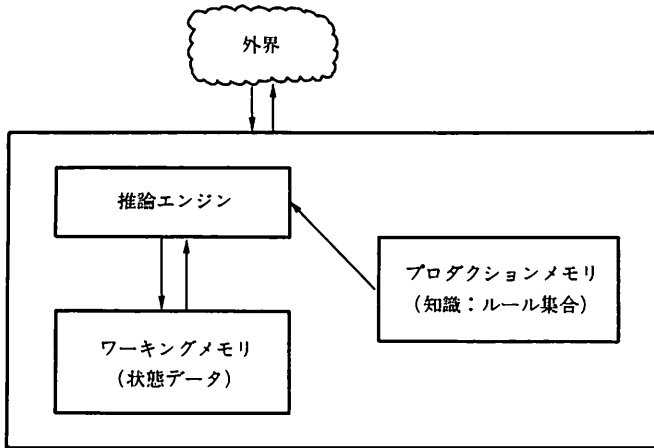 外界
推論エンジン
プロダクションメモリ
(知識:ルール集合)
ワーキングメモリ
(状態データ)